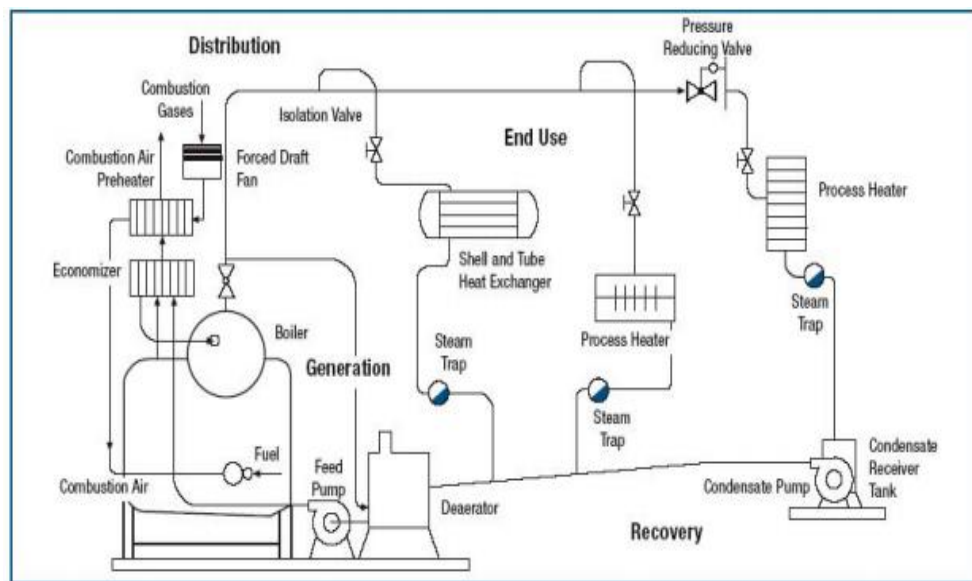 Distribution
Pressure
Reducing Valve
Combustion
Gases
Isolation Valve
End Use
Combustion Air
Preheater
Forced Draft
Fan
Process Heater
Economizer
Shell and Tube
Heat Exchanger
Steam
Trap
Boiler
Process Heater
Steam
Trap
Generation
Steam
Trap
Fuel
Feed
Pump
Condensate
Receiver
Tank
Combustion Air
Deaerator
Condensate Pump
Recovery